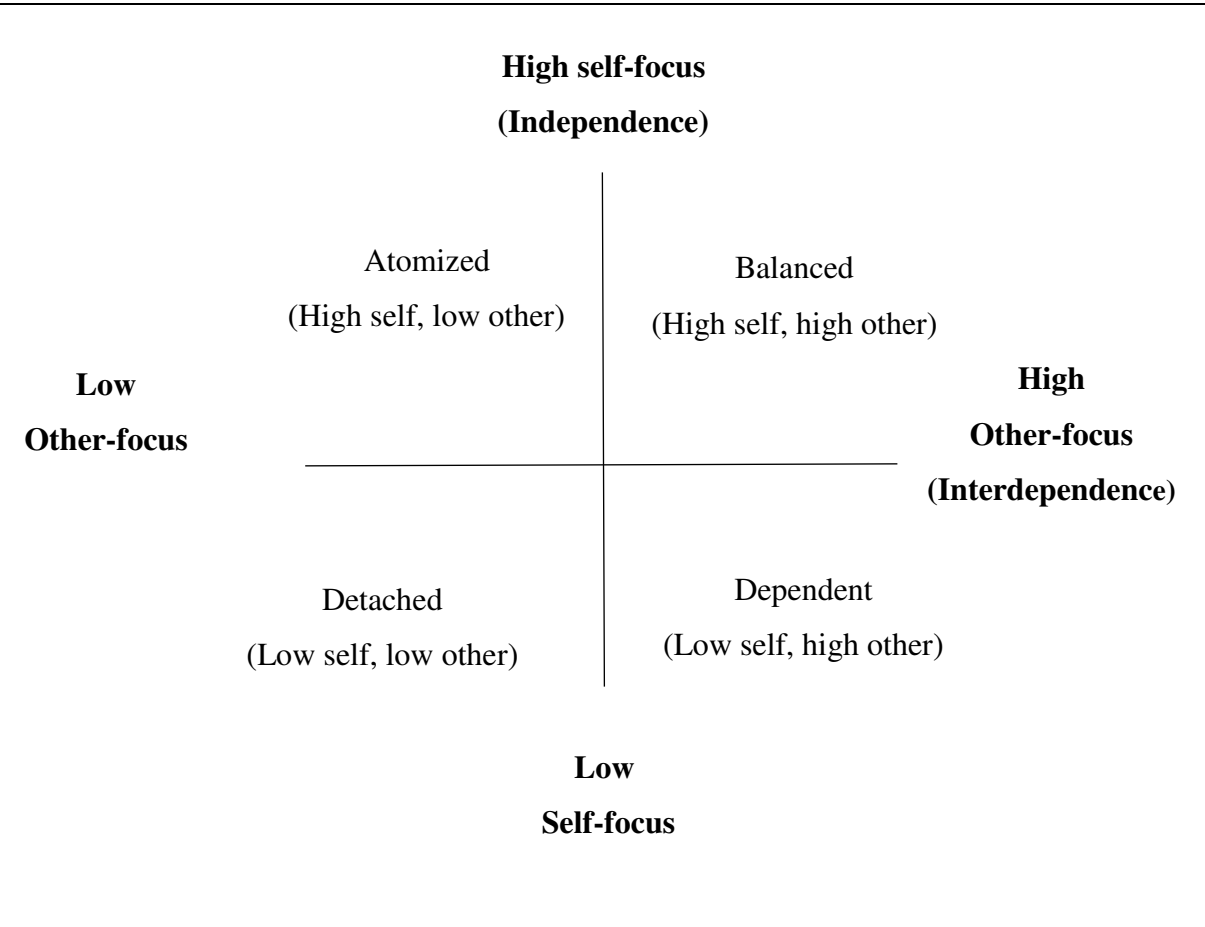 High self-focus
(Independence)
Atomized
(High self, low other)
Balanced
(High self, high other)
Low
Other-focus
High
Other-focus
(Interdependence)
Detached
(Low self, low other)
Dependent
(Low self, high other)
Low
Self-focus